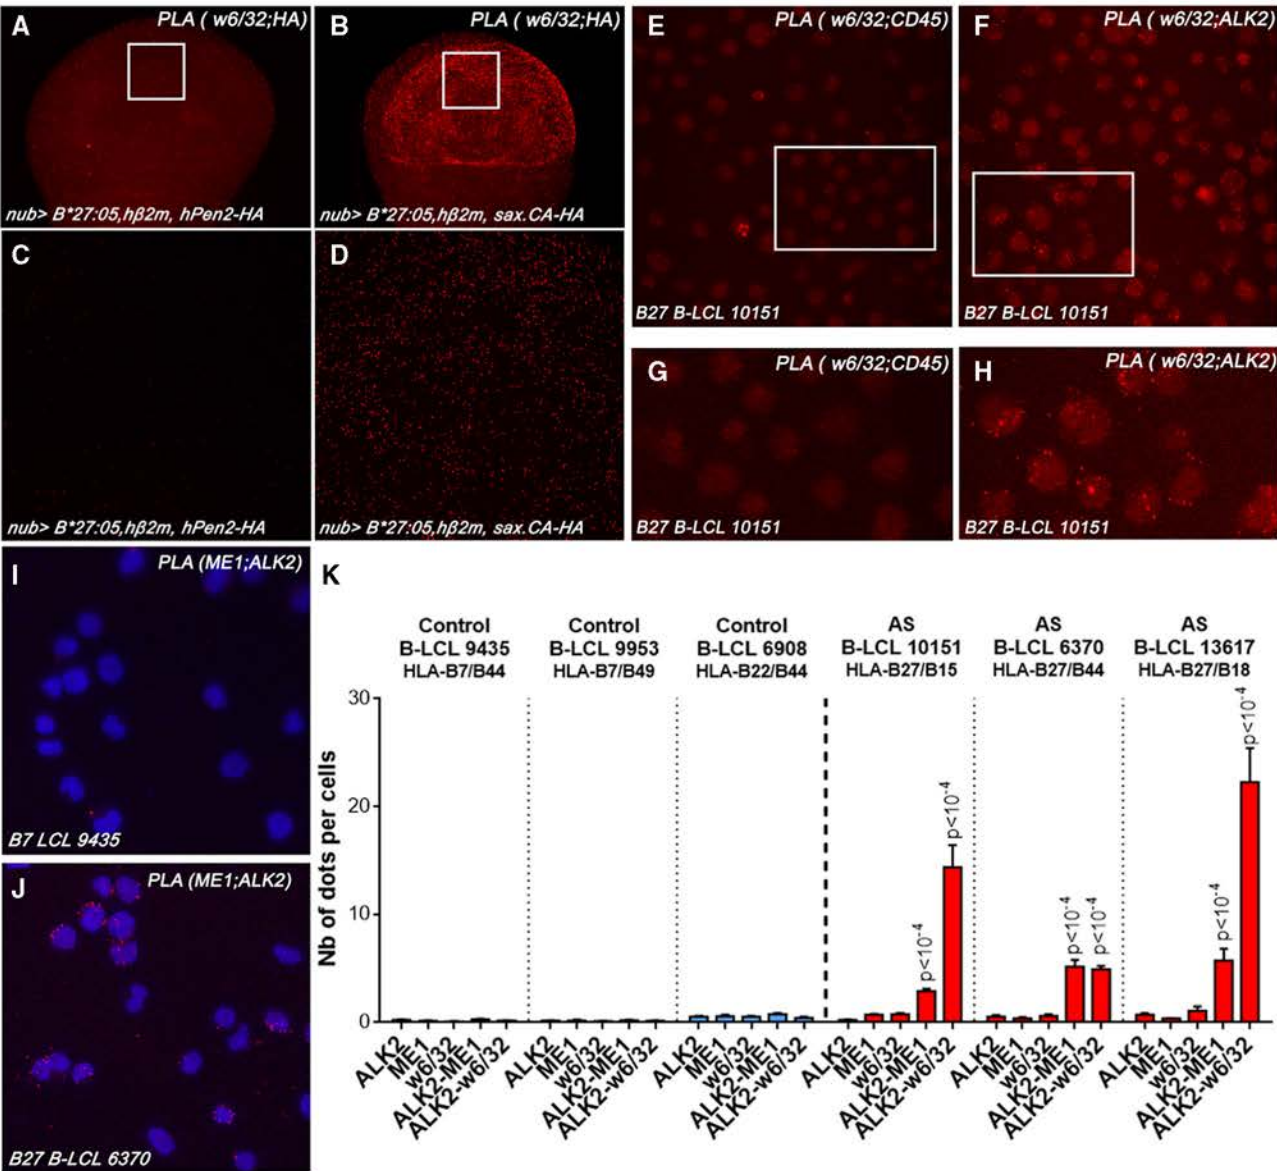 A
PLA ( w6/32;HA)
nub> B*27:05,hβ2m, hPen2-HA
B
PLA ( w6/32;HA)
nub> B*27:05,hβ2m, sax.CA-HA
E
PLA ( w6/32;CD45)
B27 B-LCL 10151
F
PLA ( w6/32;ALK2)
B27 B-LCL 10151
C
nub> B*27:05,hβ2m, hPen2-HA
D
nub> B*27:05,hβ2m, sax.CA-HA
G
PLA ( w6/32;CD45)
B27 B-LCL 10151
H
PLA ( w6/32;ALK2)
B27 B-LCL 10151
I
PLA (ME1;ALK2)
B7 LCL 9435
J
PLA (ME1;ALK2)
B27 B-LCL 6370
K
Control
B-LCL 9435
HLA-B7/B44
Control
B-LCL 9953
HLA-B7/B49
Control
B-LCL 6908
HLA-B22/B44
AS
B-LCL 10151
HLA-B27/B15
AS
B-LCL 6370
HLA-B27/B44
AS
B-LCL 13617
HLA-B27/B18
Nb of dots per cells
30
20
10
0
p<10⁻⁴
p<10⁻⁴
p<10⁻⁴
p<10⁻⁴
p<10⁻⁴
p<10⁻⁴
ALK2
ME1
w6/32
ALK2-ME1
ALK2-w6/32
ALK2
ME1
w6/32
ALK2-ME1
ALK2-w6/32
ALK2
ME1
w6/32
ALK2-ME1
ALK2-w6/32
ALK2
ME1
w6/32
ALK2-ME1
ALK2-w6/32
ALK2
ME1
w6/32
ALK2-ME1
ALK2-w6/32
ALK2
ME1
w6/32
ALK2-ME1
ALK2-w6/32